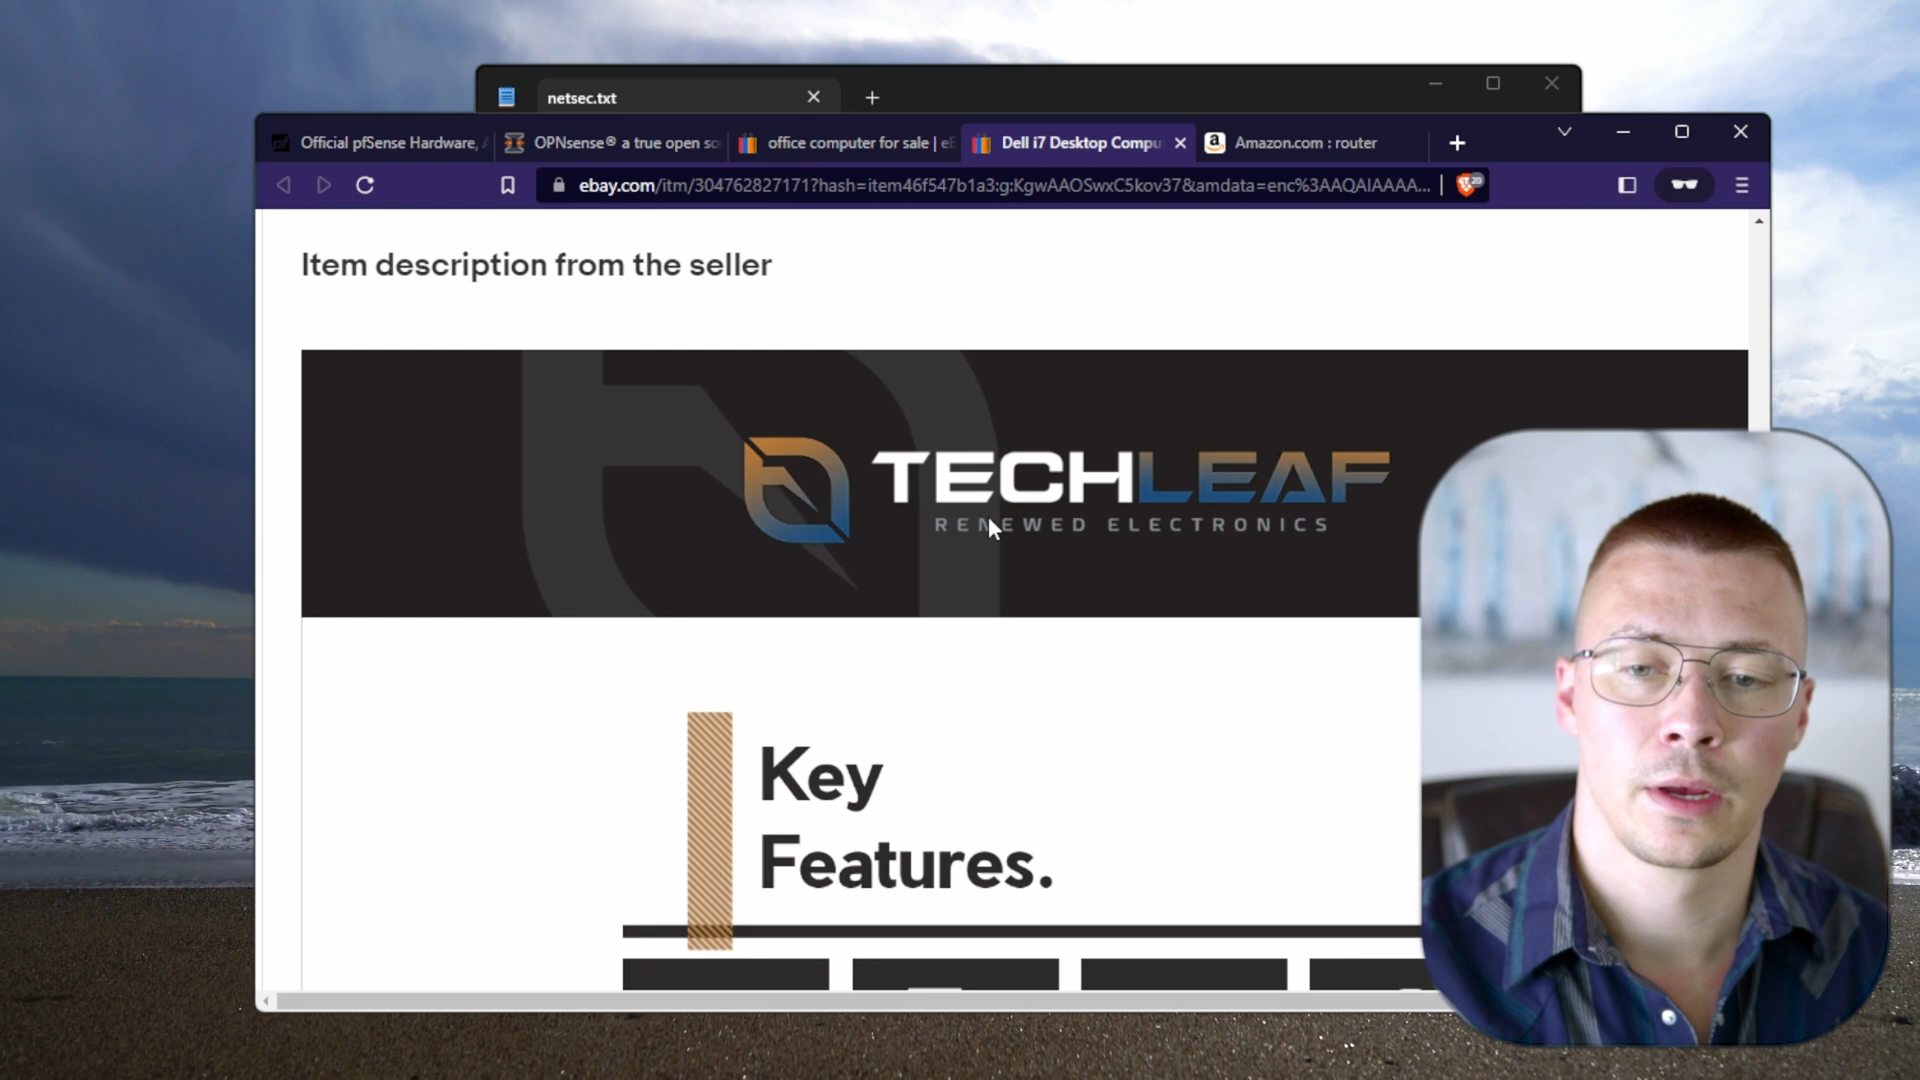 netsec.txt
Official pfSense Hardware,
OPNsense® a true open so
office computer for sale | eB
Dell i7 Desktop Compu
Amazon.com : router
ebay.com/itm/304762827171?hash=item46f547b1a3:g:KgwAAOSwxC5kov37&amdata=enc%3AAQAIAAAA...
20
Item description from the seller
TECHLEAF
RENEWED ELECTRONICS
Key
Features.